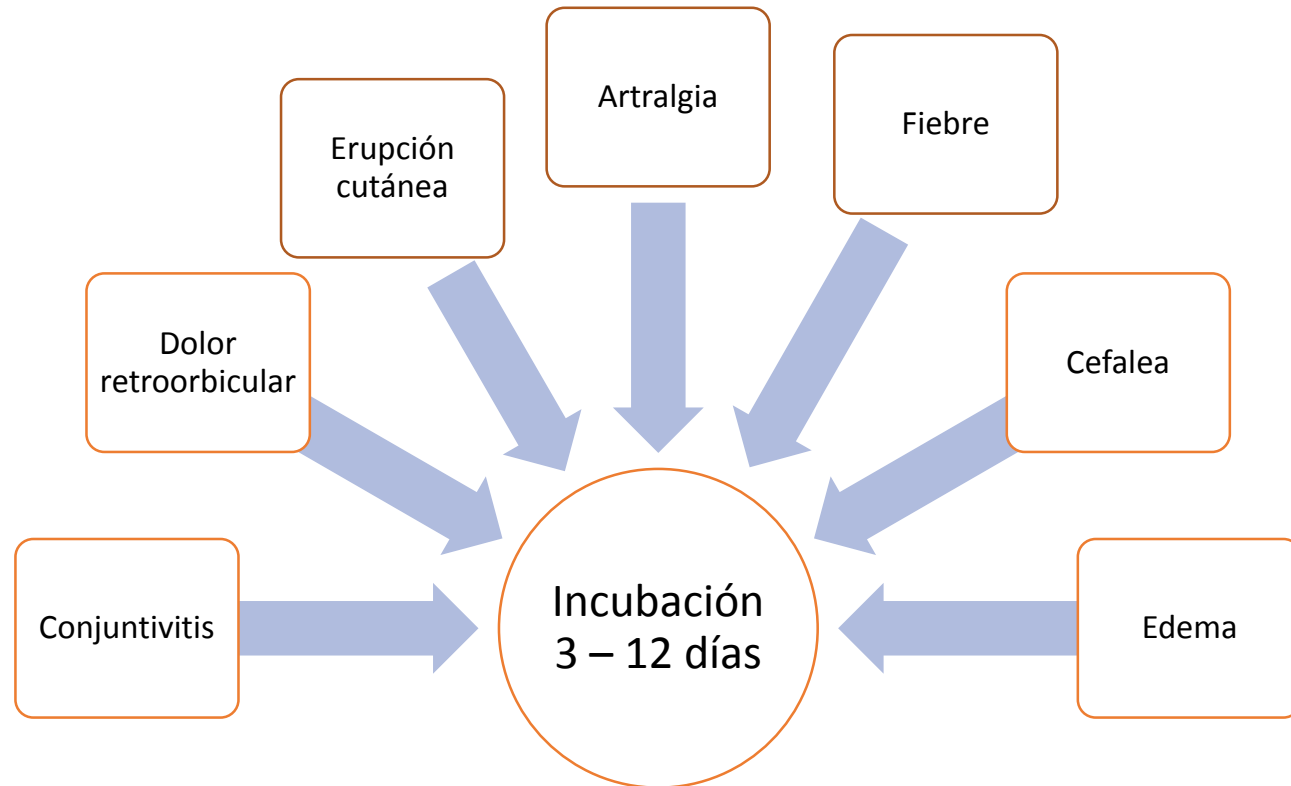 Artralgia
Fiebre
Erupción
cutánea
Dolor
retroorbicular
Cefalea
Conjuntivitis
Incubación
3 – 12 días
Edema